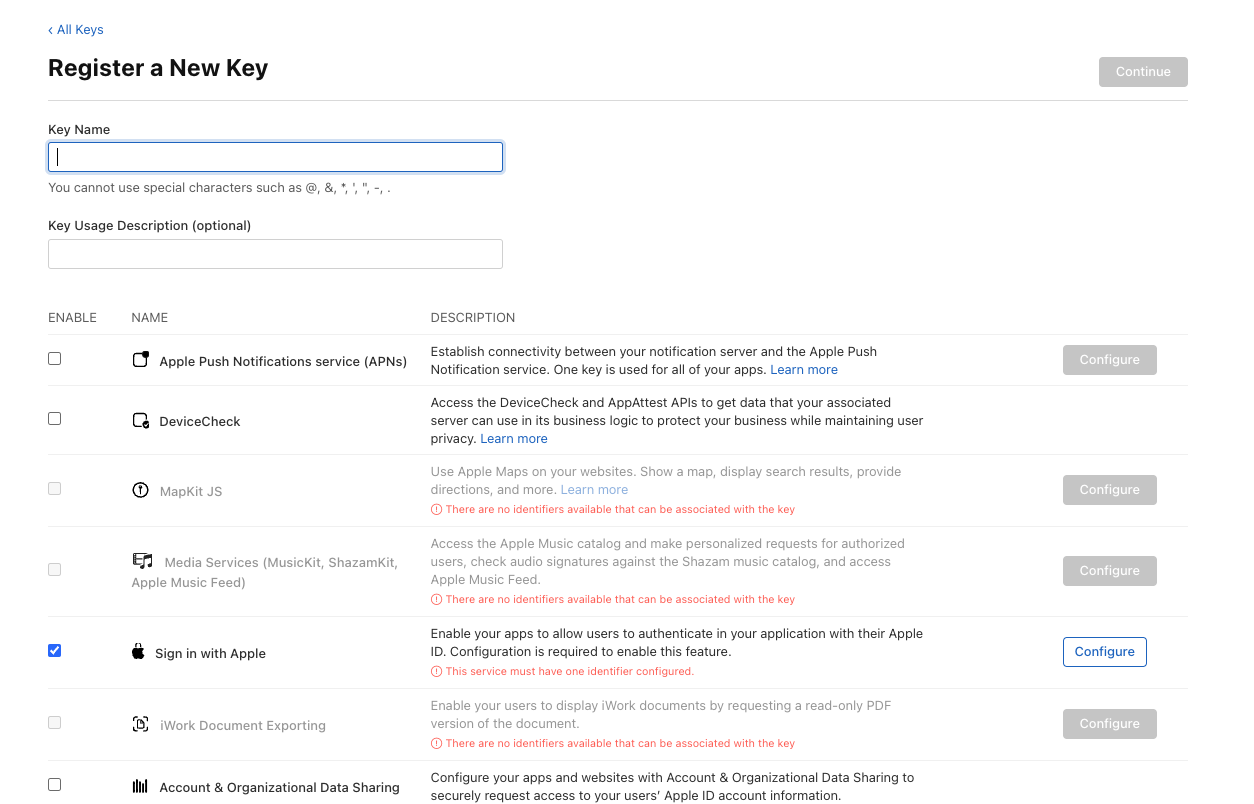 ‹ All Keys
Register a New Key
Continue
Key Name
You cannot use special characters such as @, &, *, ', ", -, .
Key Usage Description (optional)
ENABLE NAME DESCRIPTION
Apple Push Notifications service (APNs)
Establish connectivity between your notification server and the Apple Push
Notification service. One key is used for all of your apps. Learn more
Configure
DeviceCheck
Access the DeviceCheck and AppAttest APIs to get data that your associated
server can use in its business logic to protect your business while maintaining user
privacy. Learn more
MapKit JS
Use Apple Maps on your websites. Show a map, display search results, provide
directions, and more. Learn more
There are no identifiers available that can be associated with the key
Configure
Media Services (MusicKit, ShazamKit,
Apple Music Feed)
Access the Apple Music catalog and make personalized requests for authorized
users, check audio signatures against the Shazam music catalog, and access
Apple Music Feed.
There are no identifiers available that can be associated with the key
Configure
Sign in with Apple
Enable your apps to allow users to authenticate in your application with their Apple
ID. Configuration is required to enable this feature.
This service must have one identifier configured.
Configure
iWork Document Exporting
Enable your users to display iWork documents by requesting a read-only PDF
version of the document.
There are no identifiers available that can be associated with the key
Configure
Account & Organizational Data Sharing
Configure your apps and websites with Account & Organizational Data Sharing to
securely request access to your users’ Apple ID account information.